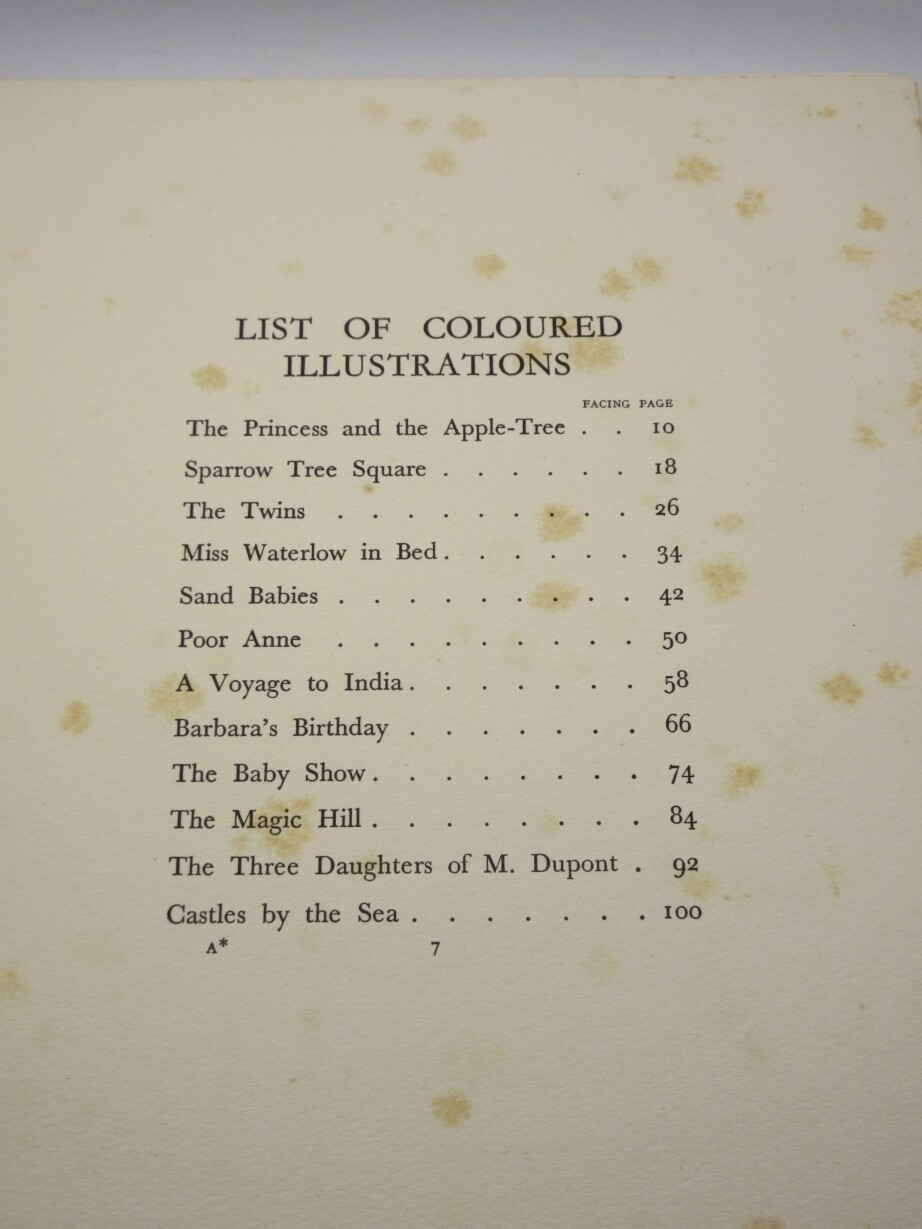 LIST OF COLOURED
ILLUSTRATIONS
FACING PAGE
The Princess and the Apple-Tree . . 10
Sparrow Tree Square . . . . . . 18
The Twins . . . . . . . . . 26
Miss Waterlow in Bed . . . . . . 34
Sand Babies . . . . . . . . . 42
Poor Anne . . . . . . . . . 50
A Voyage to India . . . . . . . 58
Barbara's Birthday . . . . . . . 66
The Baby Show . . . . . . . . 74
The Magic Hill . . . . . . . . 84
The Three Daughters of M. Dupont . 92
Castles by the Sea . . . . . . . 100
A* 7